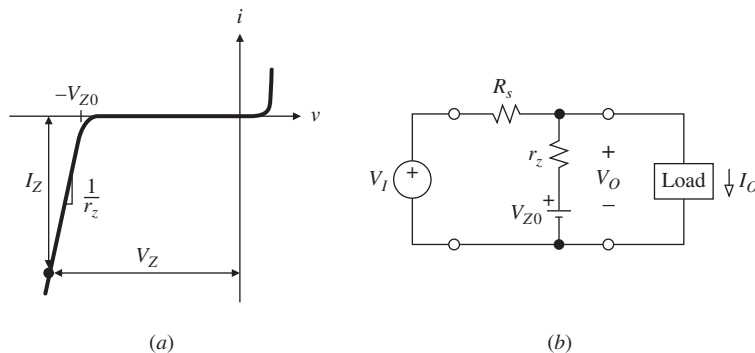 i
−V_Z0
v
I_Z
1
r_z
V_Z
(a)
R_s
r_z
+
V_O
−
V_I
+
+
V_Z0
Load
I_O
(b)